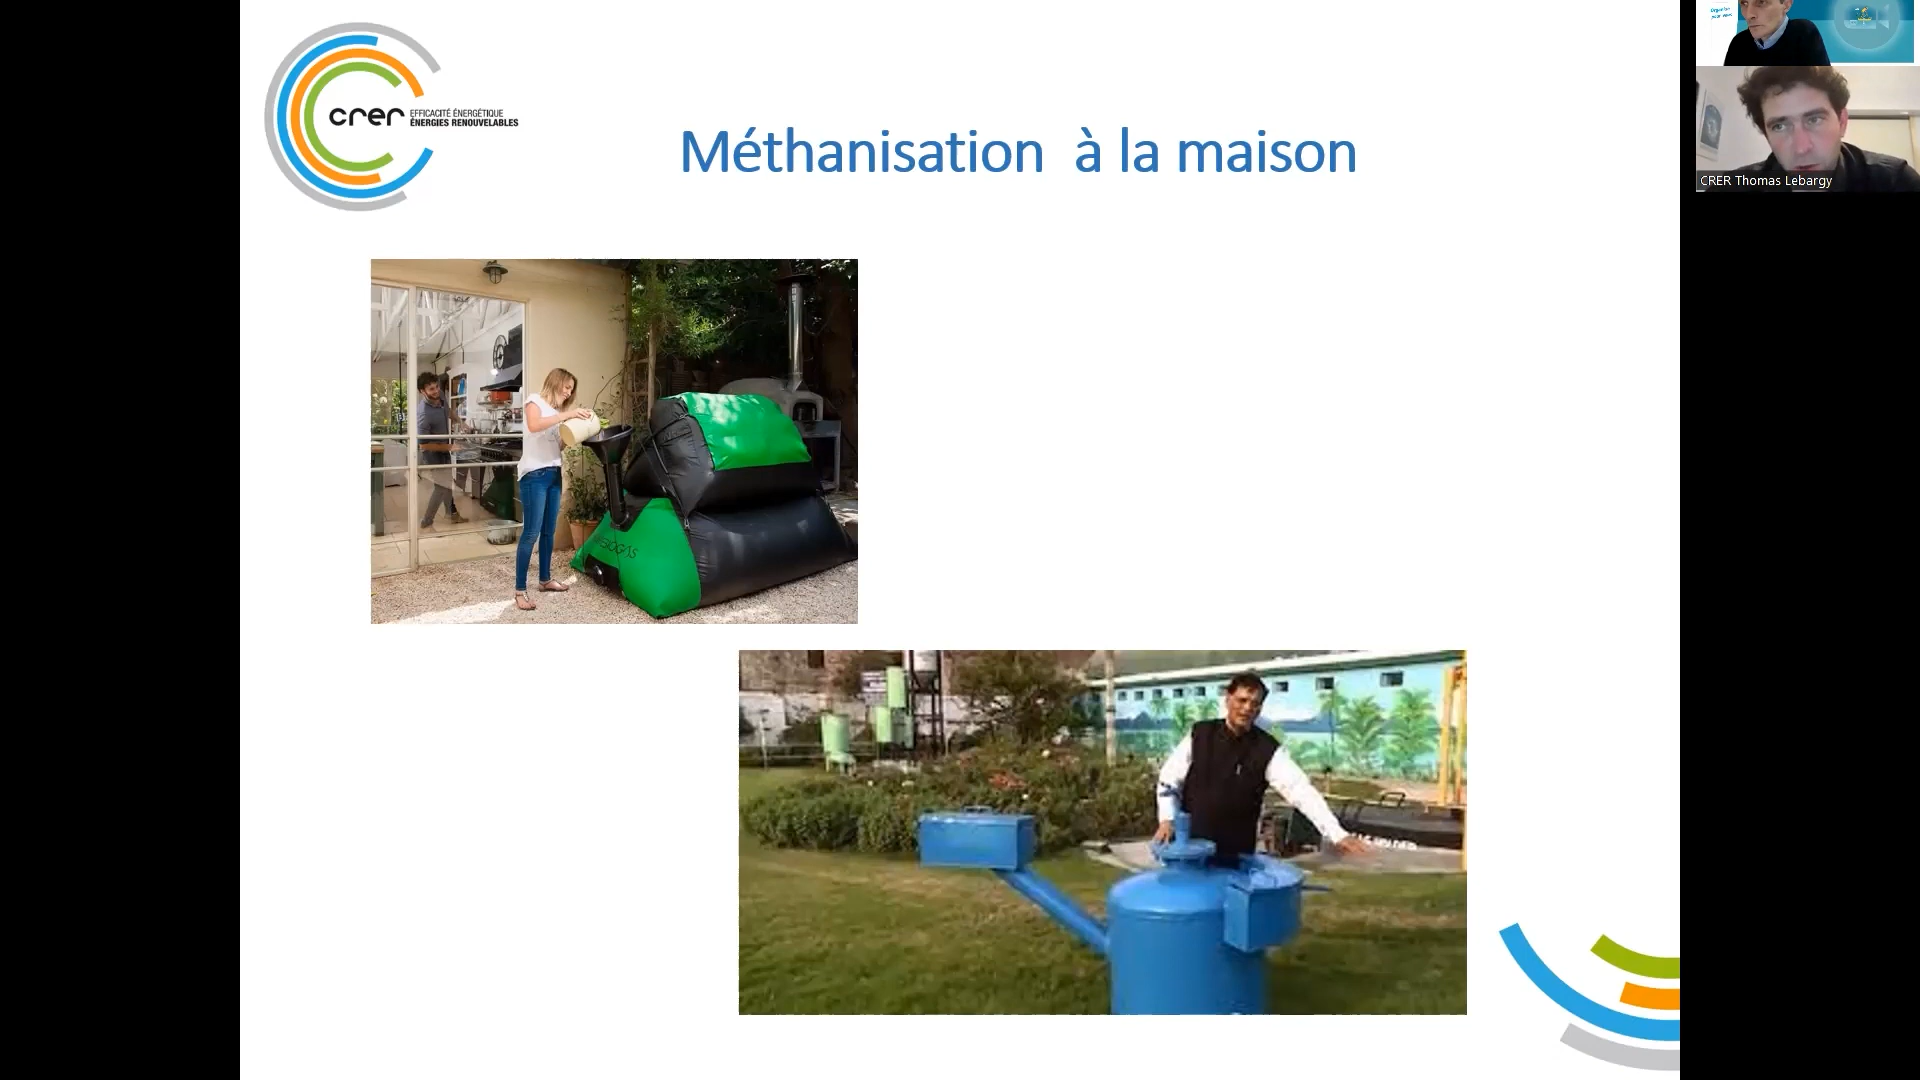 crer
EFFICACITÉ ÉNERGÉTIQUE
ÉNERGIES RENOUVELABLES
Méthanisation à la maison
CRER Thomas Lebargy